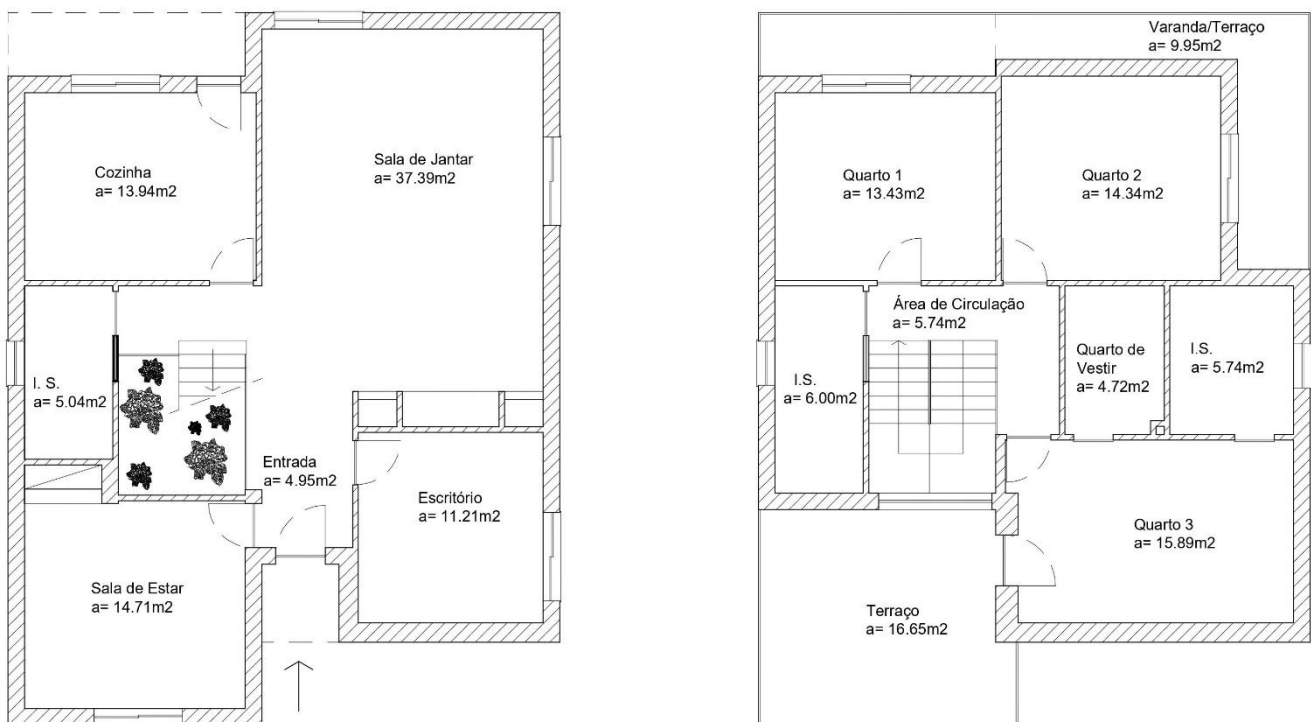 Cozinha
a= 13.94m2
Sala de Jantar
a= 37.39m2
I. S.
a= 5.04m2
Entrada
a= 4.95m2
Escritório
a= 11.21m2
Sala de Estar
a= 14.71m2
Varanda/Terraço
a= 9.95m2
Quarto 1
a= 13.43m2
Quarto 2
a= 14.34m2
Área de Circulação
a= 5.74m2
I.S.
a= 6.00m2
Quarto de
Vestir
a= 4.72m2
I.S.
a= 5.74m2
Quarto 3
a= 15.89m2
Terraço
a= 16.65m2